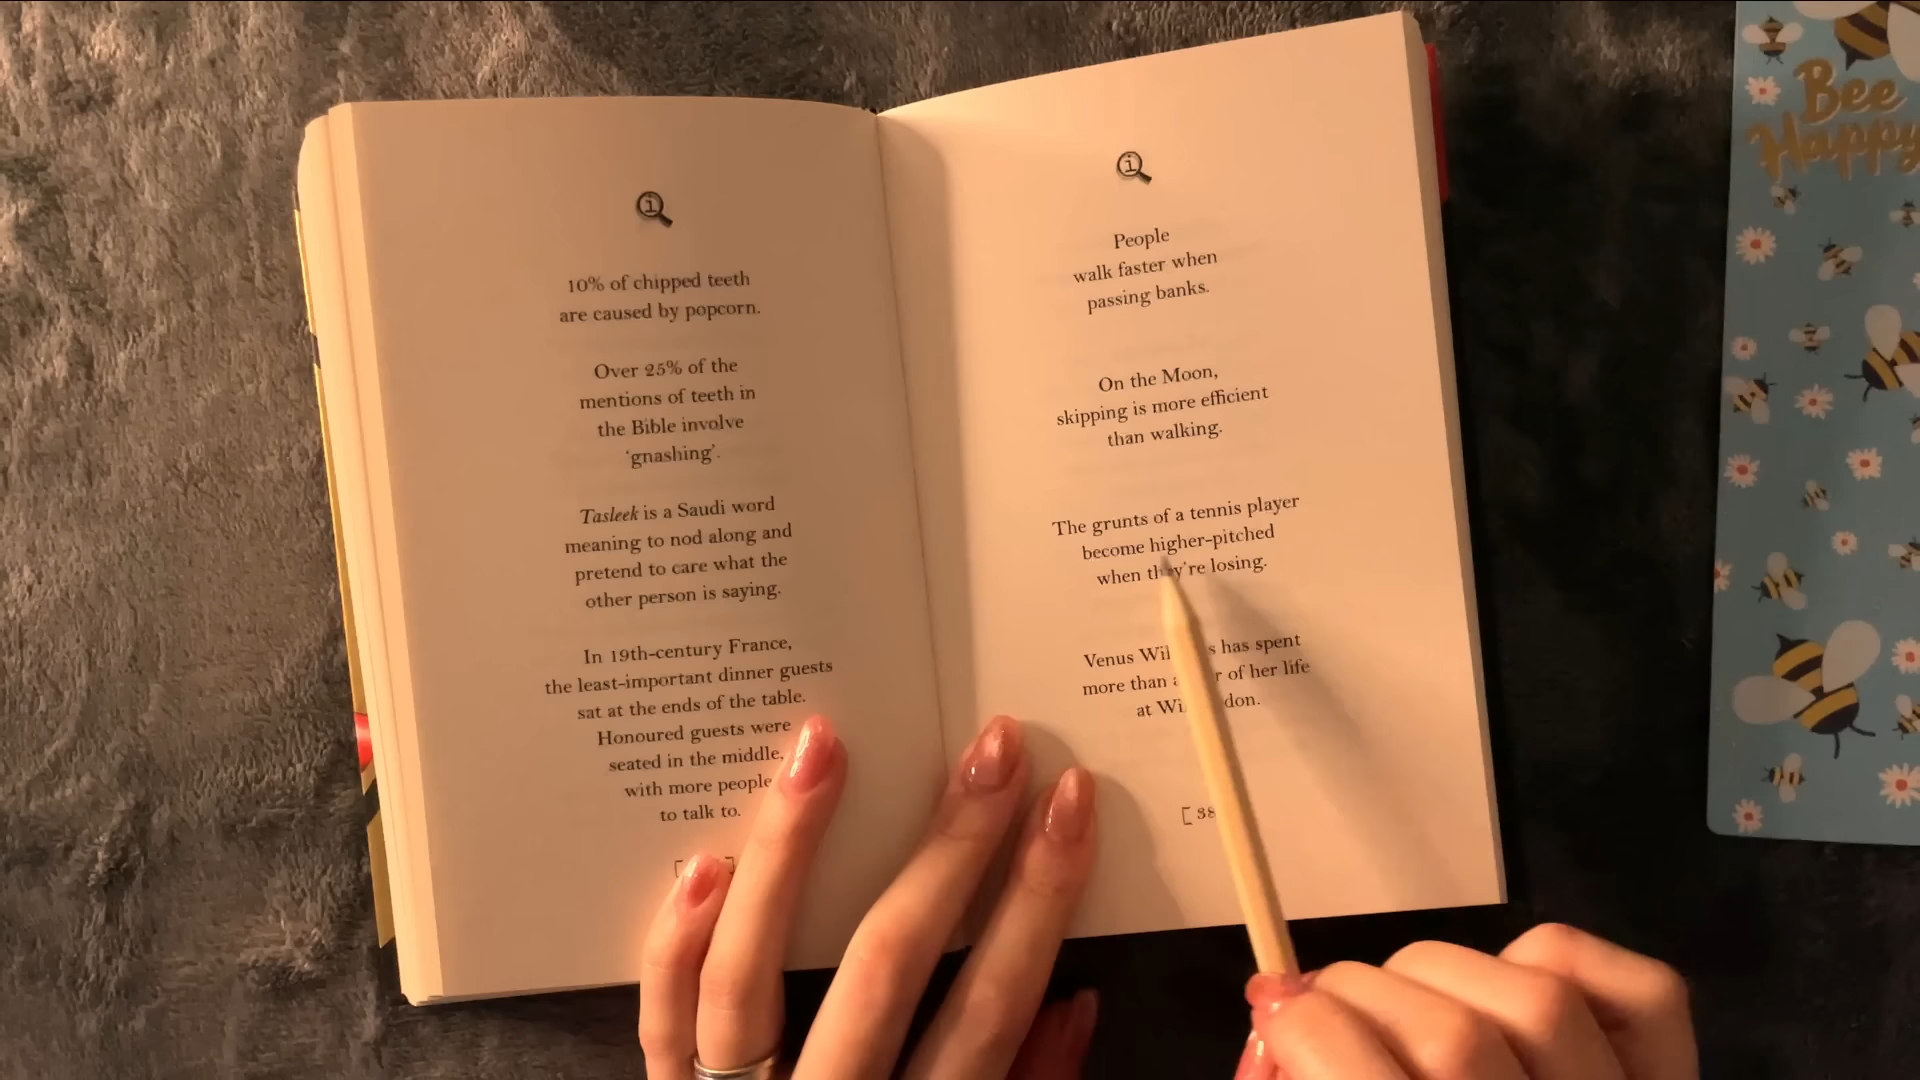 10% of chipped teeth
are caused by popcorn.
Over 25% of the
mentions of teeth in
the Bible involve
‘gnashing’.
Tasleek is a Saudi word
meaning to nod along and
pretend to care what the
other person is saying.
In 19th-century France,
the least-important dinner guests
sat at the ends of the table.
Honoured guests were
seated in the middle,
with more people
to talk to.
People
walk faster when
passing banks.
On the Moon,
skipping is more efficient
than walking.
The grunts of a tennis player
become higher-pitched
when they’re losing.
Venus has spent
more than of her life
at
Bee
Happy